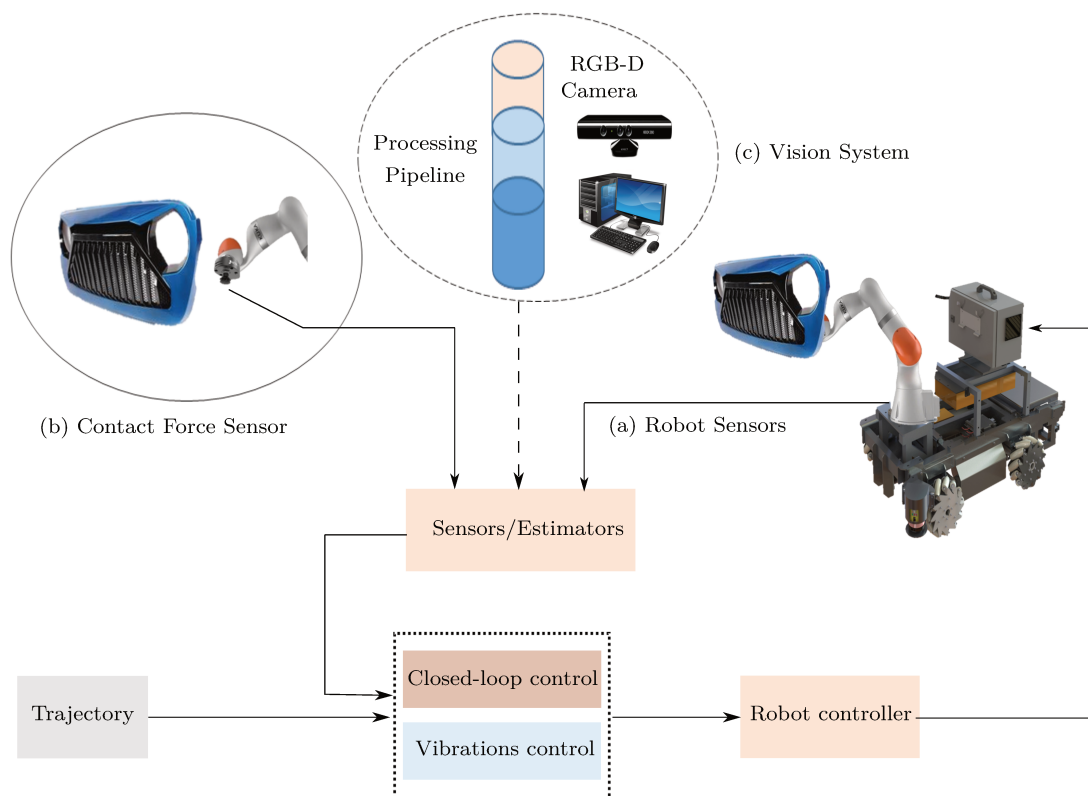 RGB-D
Camera
Processing
Pipeline
(c) Vision System
(b) Contact Force Sensor
(a) Robot Sensors
Sensors/Estimators
Closed-loop control
Trajectory
Robot controller
Vibrations control